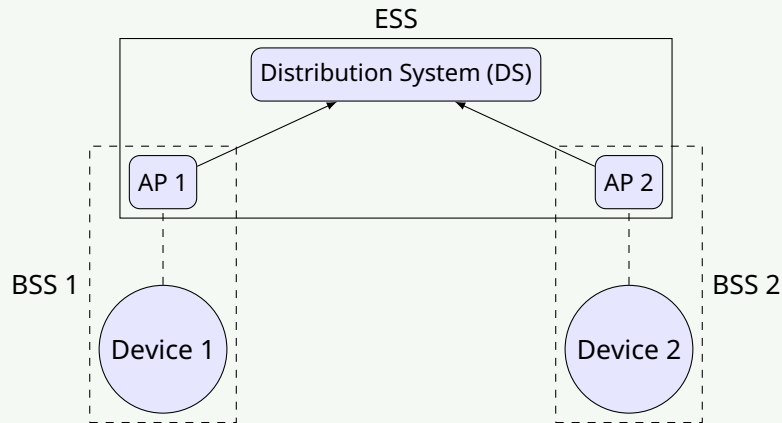 ESS
Distribution System (DS)
AP 1
AP 2
BSS 1
BSS 2
Device 1
Device 2